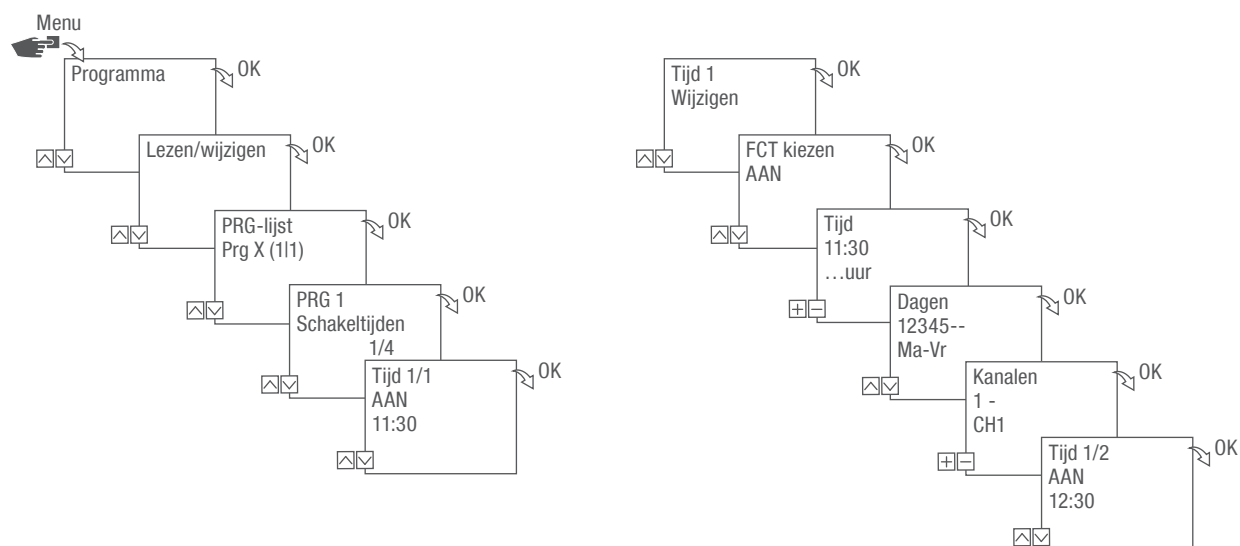 Menu
Programma
OK
Lezen/wijzigen
OK
PRG-lijst
Prg X (1|1)
OK
PRG 1
Schakeltijden
1/4
OK
Tijd 1/1
AAN
11:30
OK
Tijd 1
Wijzigen
OK
FCT kiezen
AAN
OK
Tijd
11:30
…uur
OK
Dagen
12345--
Ma-Vr
OK
Kanalen
1 -
CH1
OK
Tijd 1/2
AAN
12:30
OK